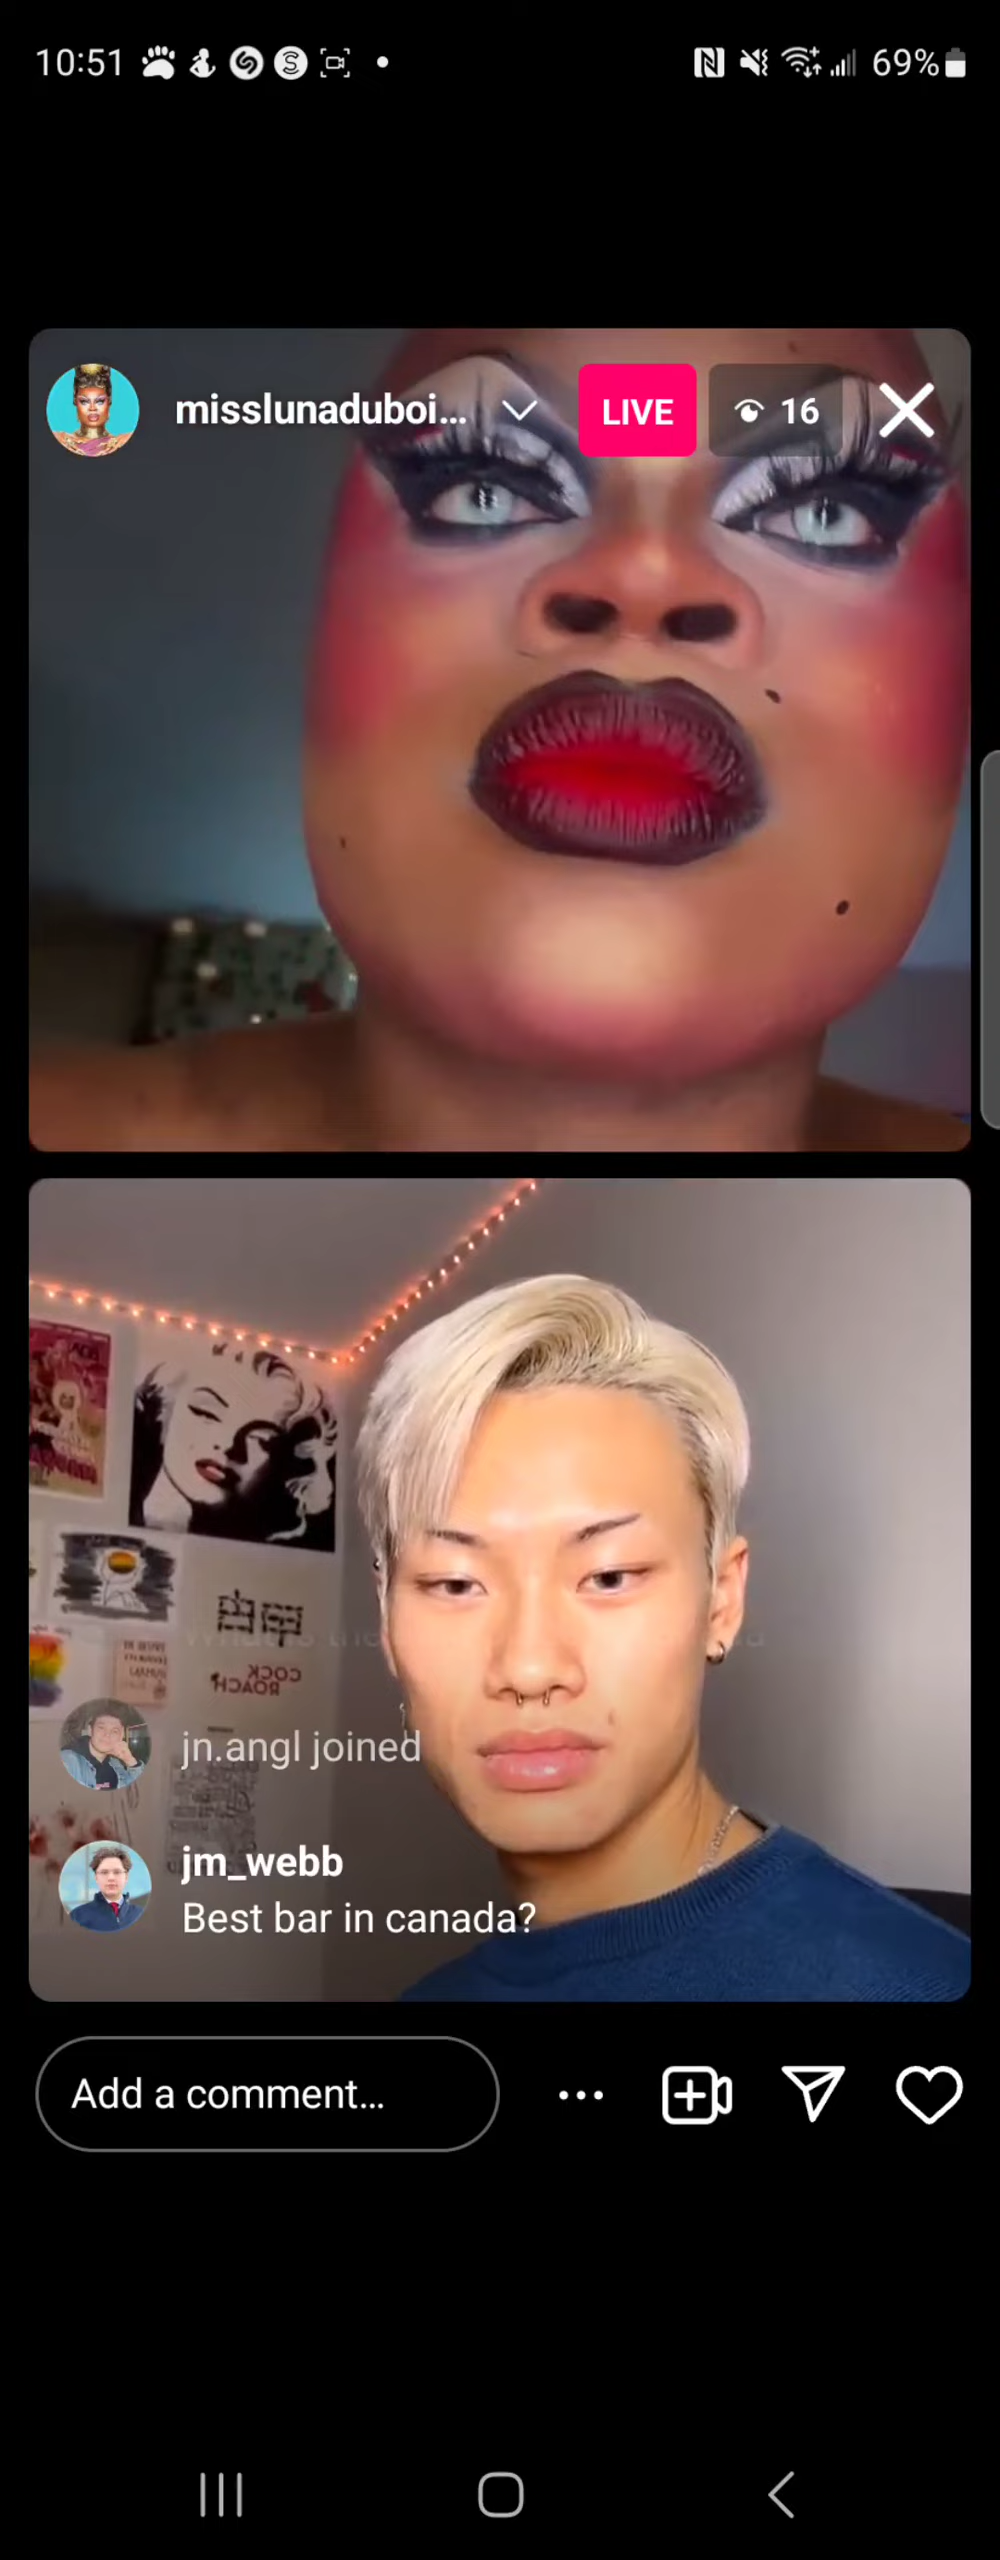 10:51
69%
misslunaduboi...
LIVE
16
COCK
ROACH
jn.angl joined
jm_webb
Best bar in canada?
Add a comment...